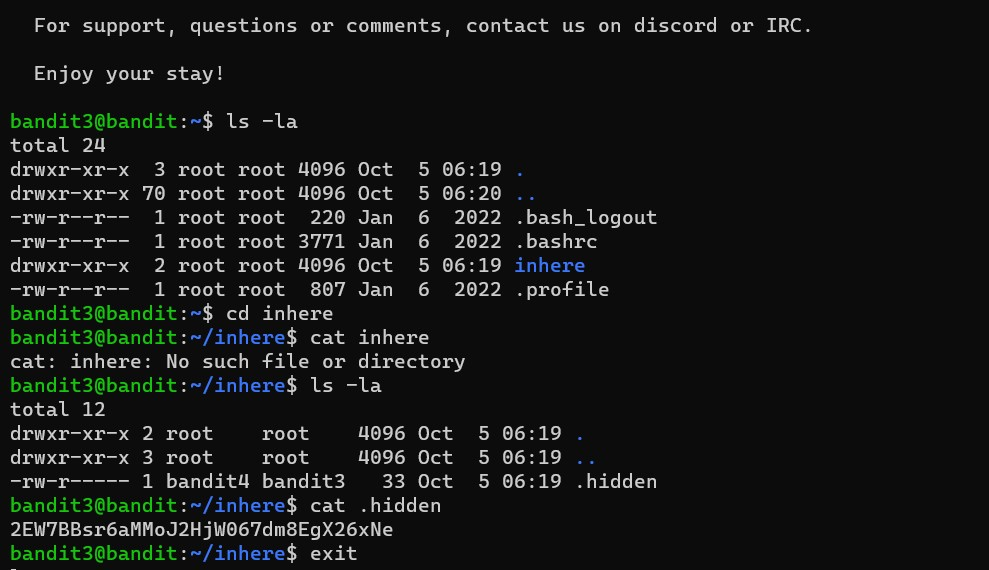 For support, questions or comments, contact us on discord or IRC.
Enjoy your stay!
bandit3@bandit:~$ ls -la
total 24
drwxr-xr-x  3 root root 4096 Oct  5 06:19 .
drwxr-xr-x 70 root root 4096 Oct  5 06:20 ..
-rw-r--r--  1 root root  220 Jan  6  2022 .bash_logout
-rw-r--r--  1 root root 3771 Jan  6  2022 .bashrc
drwxr-xr-x  2 root root 4096 Oct  5 06:19 inhere
-rw-r--r--  1 root root  807 Jan  6  2022 .profile
bandit3@bandit:~$ cd inhere
bandit3@bandit:~/inhere$ cat inhere
cat: inhere: No such file or directory
bandit3@bandit:~/inhere$ ls -la
total 12
drwxr-xr-x 2 root    root    4096 Oct  5 06:19 .
drwxr-xr-x 3 root    root    4096 Oct  5 06:19 ..
-rw-r----- 1 bandit4 bandit3   33 Oct  5 06:19 .hidden
bandit3@bandit:~/inhere$ cat .hidden
2EW7BBsr6aMMoJ2HjW067dm8EgX26xNe
bandit3@bandit:~/inhere$ exit